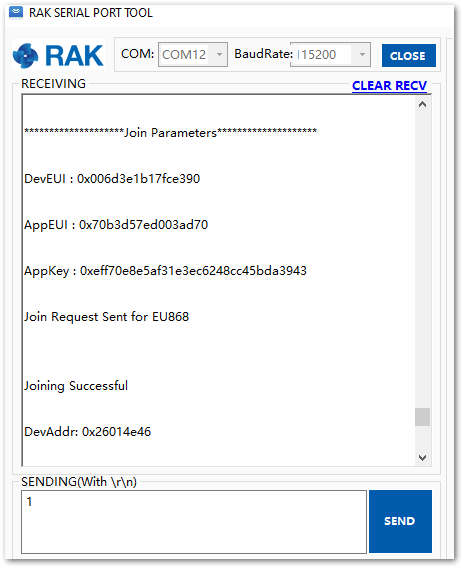 RAK SERIAL PORT TOOL
RAK
COM: COM12 BaudRate: 115200 CLOSE
RECEIVING CLEAR RECV
********************Join Parameters********************
DevEUI : 0x006d3e1b17fce390
AppEUI : 0x70b3d57ed003ad70
AppKey : 0xeff70e8e5af31e3ec6248cc45bda3943
Join Request Sent for EU868
Joining Successful
DevAddr: 0x26014e46
SENDING(With \r\n)
1
SEND